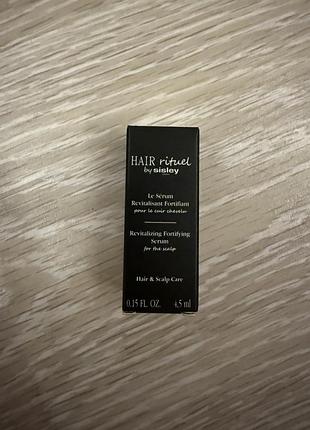 HAIR rituel
by sisley
Le Sérum
Revitalisant Fortifiant
pour le cuir chevelu
Revitalizing Fortifying
Serum
for the scalp
Hair & Scalp Care
0.15 FL. OZ. 4,5 ml